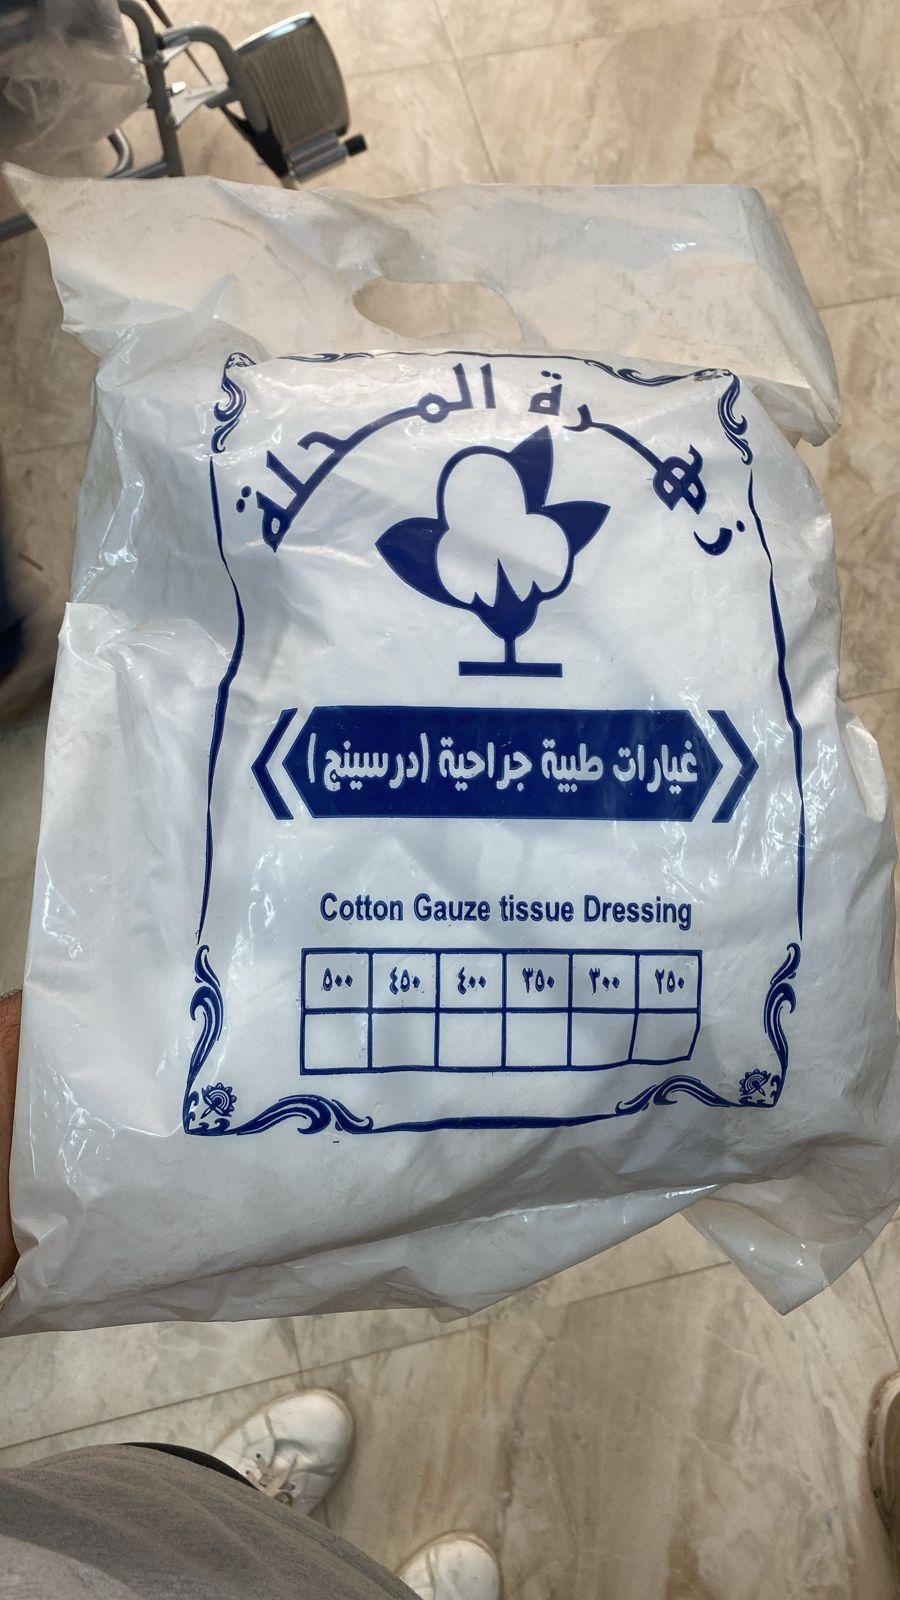 زهرة المحلة
غيارات طبية جراحية (درسينج)
Cotton Gauze tissue Dressing
٢٥٠ ٣٠٠ ٣٥٠ ٤٠٠ ٤٥٠ ٥٠٠